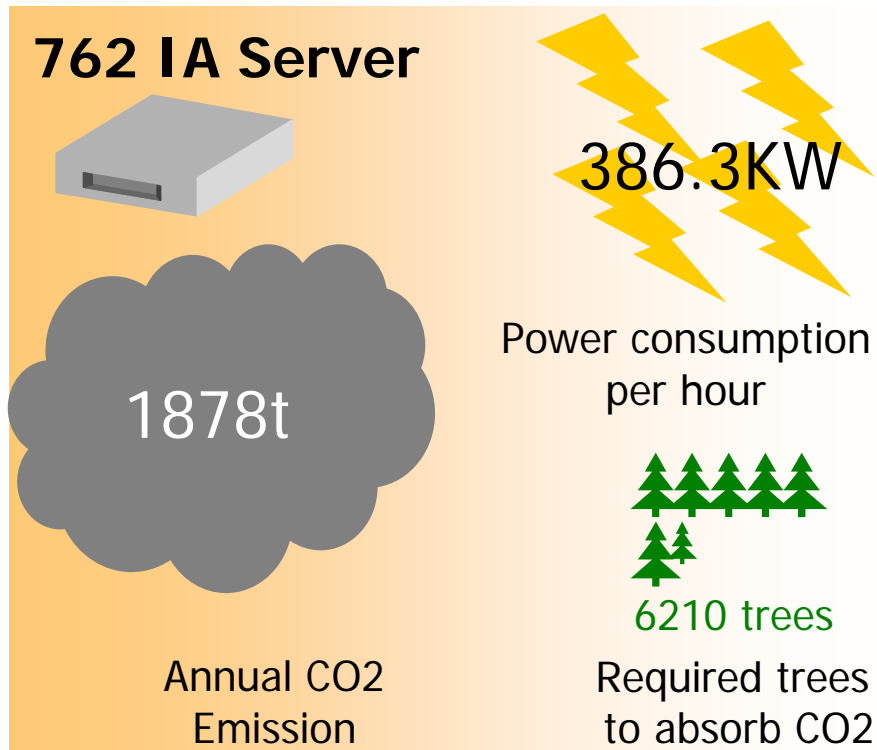 762 IA Server
386.3KW
Power consumption
per hour
1878t
6210 trees
Annual CO2
Emission
Required trees
to absorb CO2